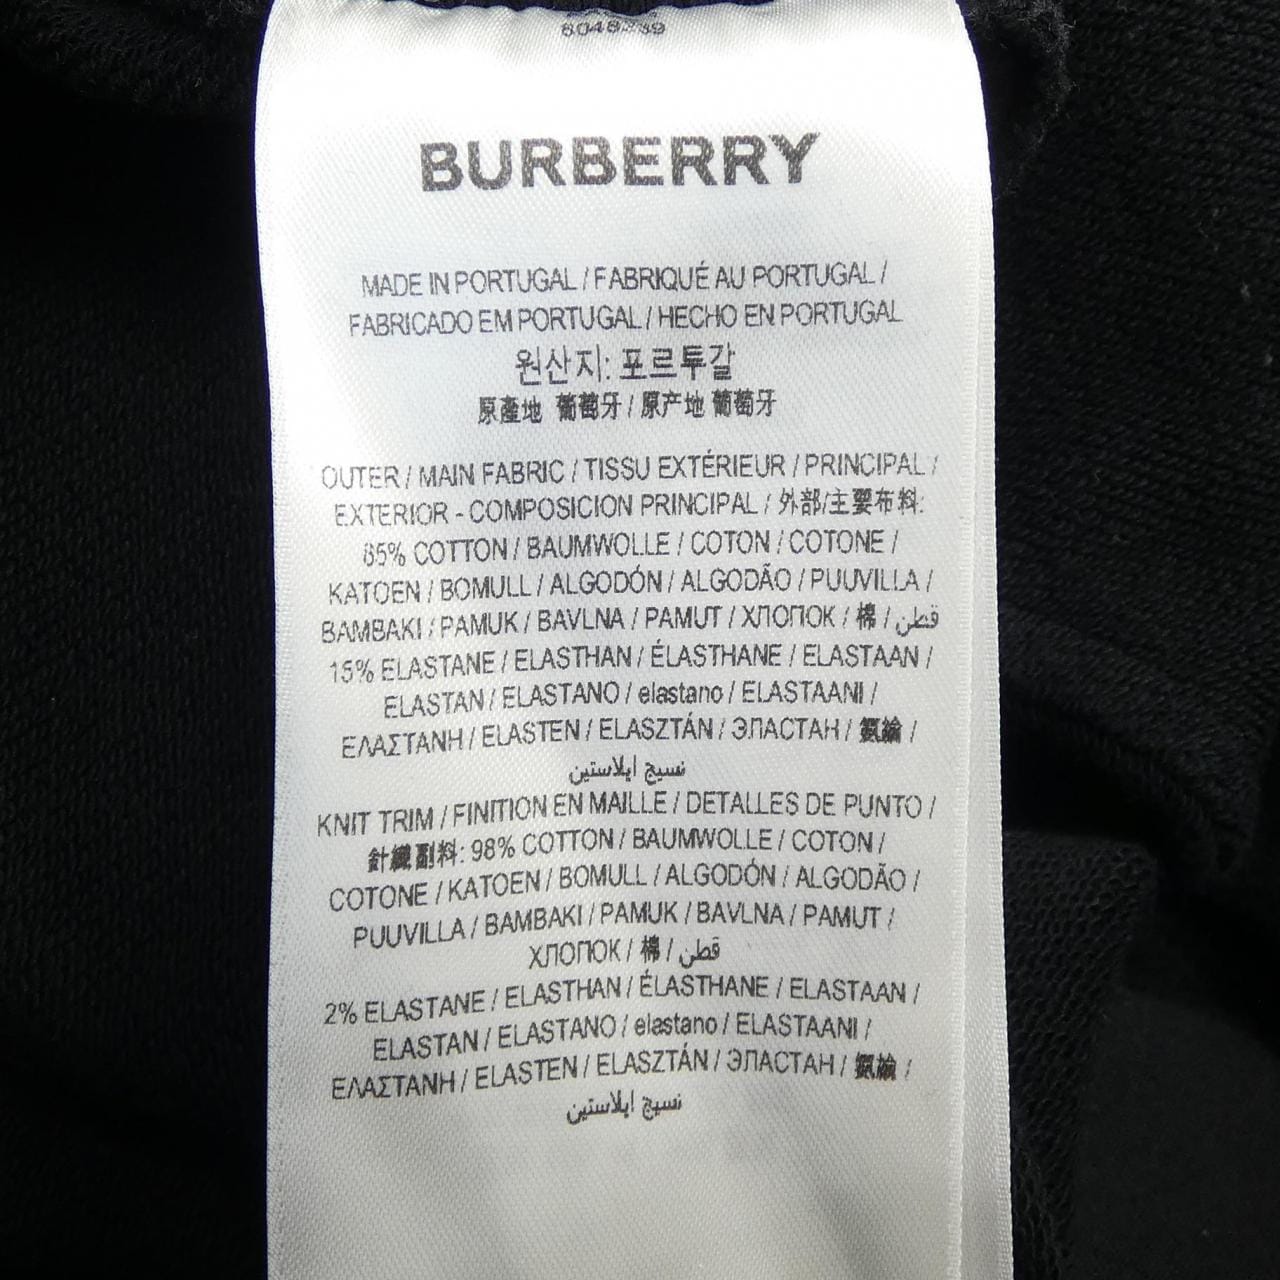 BURBERRY
MADE IN PORTUGAL / FABRIQUÉ AU PORTUGAL /
FABRICADO EM PORTUGAL / HECHO EN PORTUGAL
원산지: 포르투갈
原產地 葡萄牙 / 原产地 葡萄牙
OUTER / MAIN FABRIC / TISSU EXTÉRIEUR / PRINCIPAL /
EXTERIOR - COMPOSICION PRINCIPAL / 外部/主要布料:
85% COTTON / BAUMWOLLE / COTON / COTONE /
KATOEN / BOMULL / ALGODÓN / ALGODÃO / PUUVILLA /
BAMBAKI / PAMUK / BAVLNA / PAMUT / ХЛОПОК / 棉 / قطن
15% ELASTANE / ELASTHAN / ÉLASTHANE / ELASTAAN /
ELASTAN / ELASTANO / elastano / ELASTAANI /
ΕΛΑΣΤΑΝΗ / ELASTEN / ELASZTÁN / ЭЛАСТАН / 氨綸 /
نسيج ايلاستين
KNIT TRIM / FINITION EN MAILLE / DETALLES DE PUNTO /
針織副料: 98% COTTON / BAUMWOLLE / COTON /
COTONE / KATOEN / BOMULL / ALGODÓN / ALGODÃO /
PUUVILLA / BAMBAKI / PAMUK / BAVLNA / PAMUT /
ХЛОПОК / 棉 / قطن
2% ELASTANE / ELASTHAN / ÉLASTHANE / ELASTAAN /
ELASTAN / ELASTANO / elastano / ELASTAANI /
ΕΛΑΣΤΑΝΗ / ELASTEN / ELASZTÁN / ЭЛАСТАН / 氨綸 /
نسيج ايلاستين